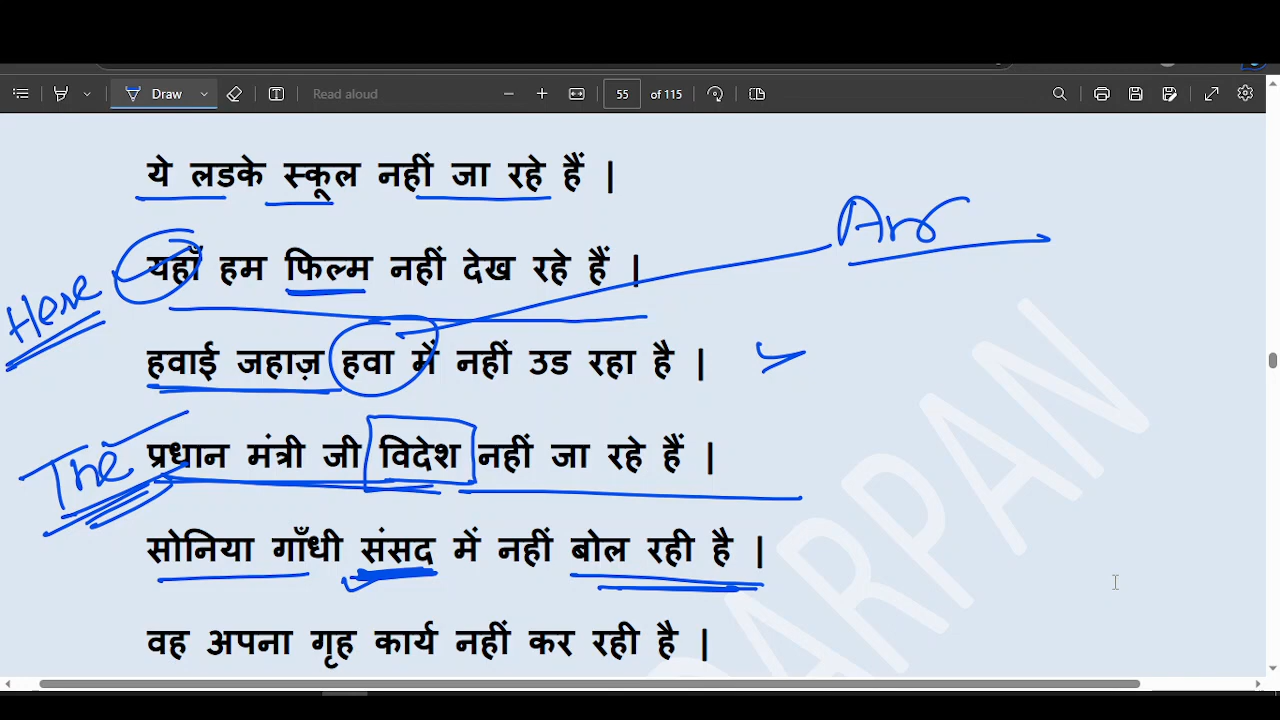 Draw
Read aloud
55 of 115
ये लडके स्कूल नहीं जा रहे हैं |
यहाँ हम फिल्म नहीं देख रहे हैं |
Here
हवाई जहाज़ हवा में नहीं उड रहा है |
प्रधान मंत्री जी विदेश नहीं जा रहे हैं |
The
सोनिया गाँधी संसद में नहीं बोल रही है |
वह अपना गृह कार्य नहीं कर रही है |
DARPAN